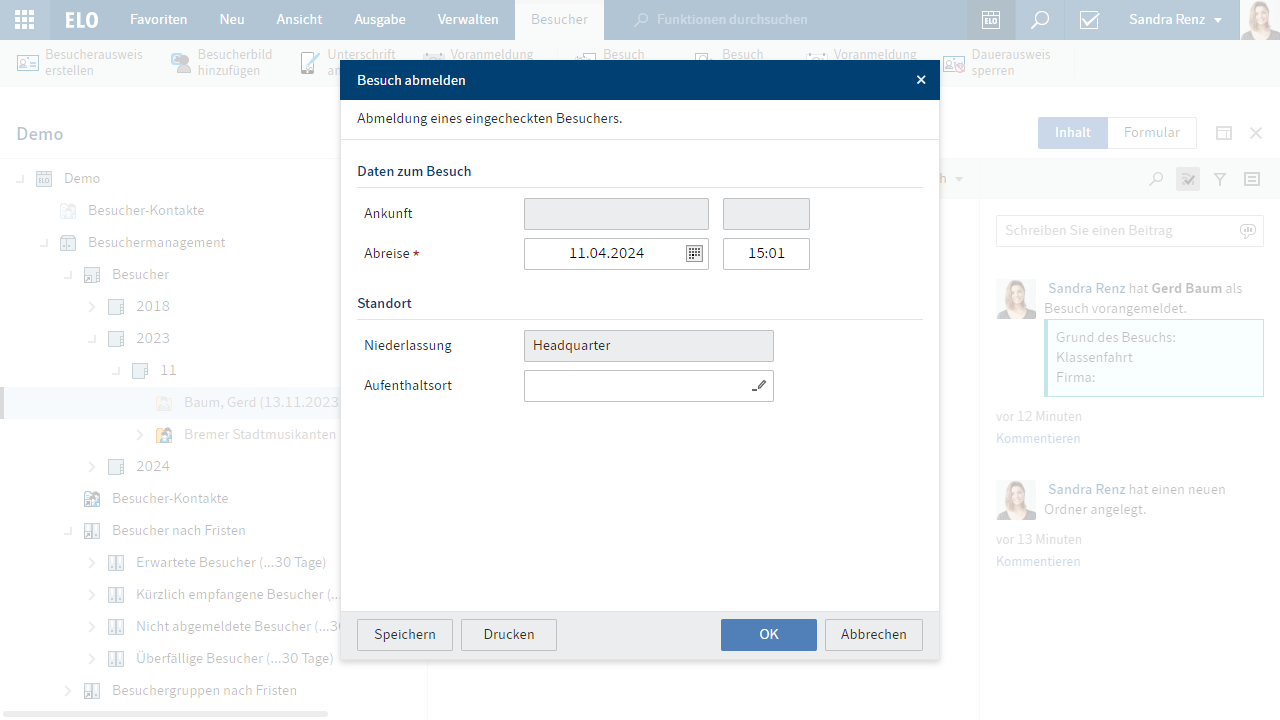 ELO Favoriten Neu Ansicht Ausgabe Verwalten Besucher Funktionen durchsuchen ELO Sandra Renz
Besucherausweis erstellen
Besucherbild hinzufügen
Unterschrift
Voranmeldung
Besuch
Besuch
Voranmeldung
Dauerausweis sperren
Demo
Inhalt Formular
Demo
Besucher-Kontakte
Besuchermanagement
Besucher
2018
2023
11
Baum, Gerd (13.11.2023
Bremer Stadtmusikanten
2024
Besucher-Kontakte
Besucher nach Fristen
Erwartete Besucher (...30 Tage)
Kürzlich empfangene Besucher (..
Nicht abgemeldete Besucher (...30
Überfällige Besucher (...30 Tage)
Besuchergruppen nach Fristen
Besuch abmelden
Abmeldung eines eingecheckten Besuchers.
Daten zum Besuch
Ankunft
Abreise * 11.04.2024 15:01
Standort
Niederlassung Headquarter
Aufenthaltsort
Speichern Drucken OK Abbrechen
Schreiben Sie einen Beitrag
Sandra Renz hat Gerd Baum als
Besuch vorangemeldet.
Grund des Besuchs:
Klassenfahrt
Firma:
vor 12 Minuten
Kommentieren
Sandra Renz hat einen neuen
Ordner angelegt.
vor 13 Minuten
Kommentieren